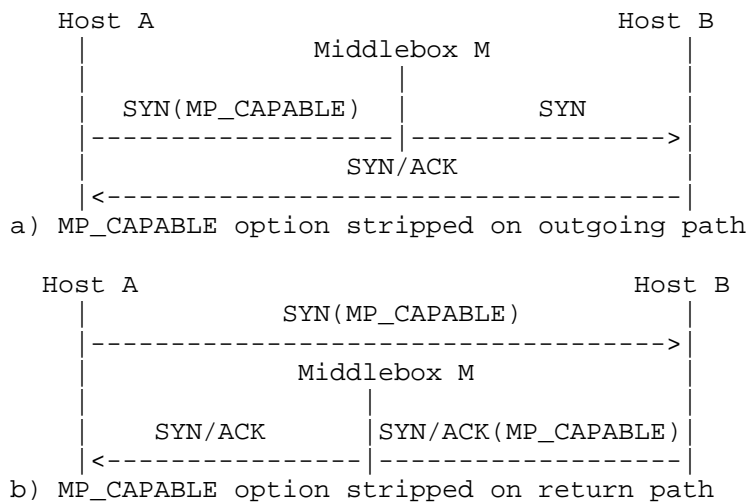 Host A Host B
Middlebox M
SYN(MP_CAPABLE) SYN
SYN/ACK
a) MP_CAPABLE option stripped on outgoing path
Host A Host B
SYN(MP_CAPABLE)
Middlebox M
SYN/ACK SYN/ACK(MP_CAPABLE)
b) MP_CAPABLE option stripped on return path